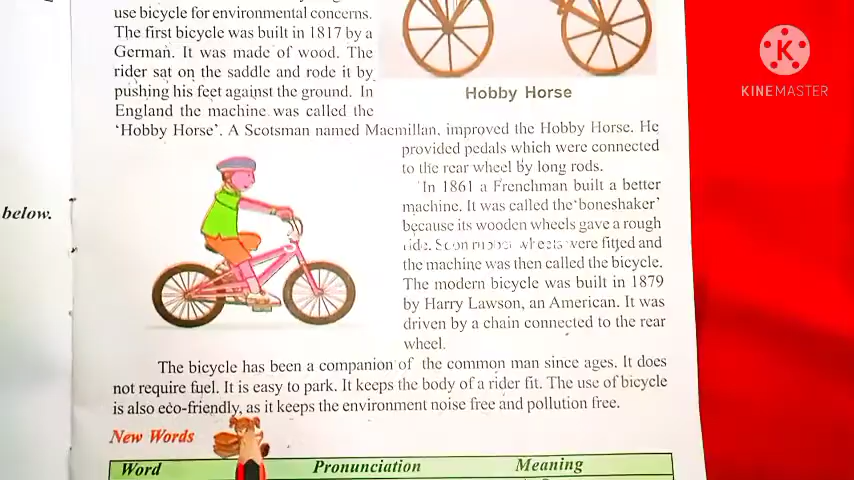 use bicycle for environmental concerns.
The first bicycle was built in 1817 by a
German. It was made of wood. The
rider sat on the saddle and rode it by
pushing his feet against the ground. In
England the machine was called the
'Hobby Horse'. A Scotsman named Macmillan, improved the Hobby Horse. He
provided pedals which were connected
to the rear wheel by long rods.
In 1861 a Frenchman built a better
machine. It was called the 'boneshaker'
because its wooden wheels gave a rough
ride. Soon rubber wheels were fitted and
the machine was then called the bicycle.
The modern bicycle was built in 1879
by Harry Lawson, an American. It was
driven by a chain connected to the rear
wheel.
The bicycle has been a companion of the common man since ages. It does
not require fuel. It is easy to park. It keeps the body of a rider fit. The use of bicycle
is also eco-friendly, as it keeps the environment noise free and pollution free.
New Words
Word Pronunciation Meaning
Hobby Horse
below.
K
KINEMASTER